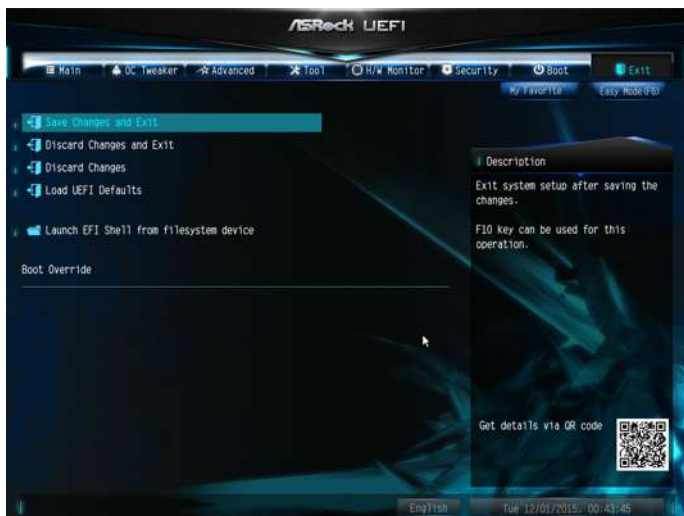 ASRock UEFI
Main OC Tweaker Advanced Tool H/W Monitor Security Boot Exit
My Favorite Easy Mode(F6)
Save Changes and Exit
Discard Changes and Exit
Discard Changes
Load UEFI Defaults
Launch EFI Shell from filesystem device
Boot Override
Description
Exit system setup after saving the
changes.
F10 key can be used for this
operation.
Get details via QR code
English Tue 12/01/2015. 00:43:45